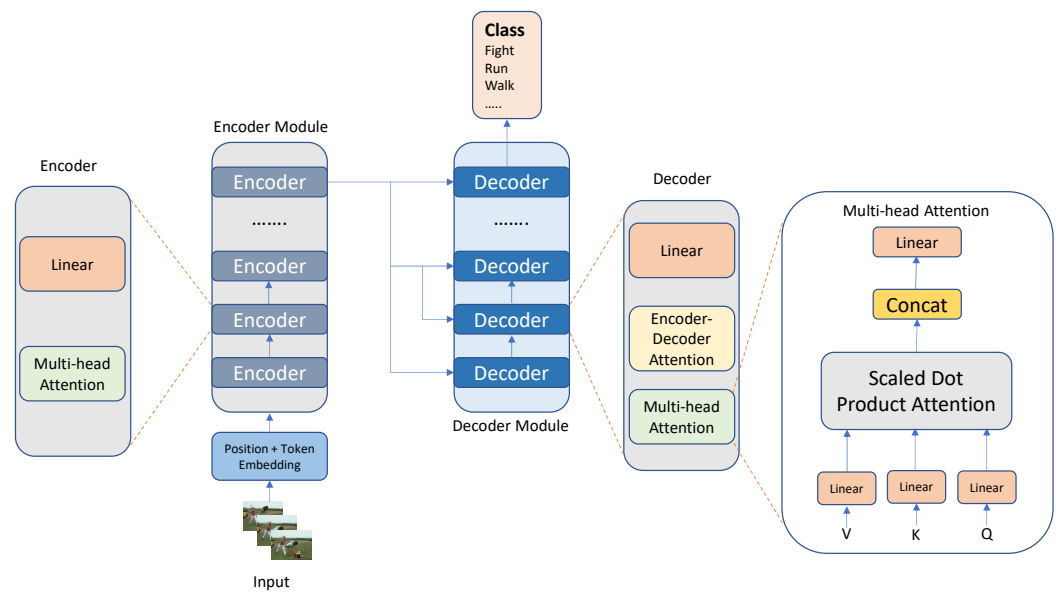 Class
Fight
Run
Walk
.....
Encoder Module
Encoder
.......
Encoder
Encoder
Encoder
Position + Token
Embedding
Input
Encoder
Linear
Multi-head
Attention
Decoder
.......
Decoder
Decoder
Decoder
Decoder Module
Decoder
Linear
Encoder-
Decoder
Attention
Multi-head
Attention
Multi-head Attention
Linear
Concat
Scaled Dot
Product Attention
Linear
Linear
Linear
V
K
Q